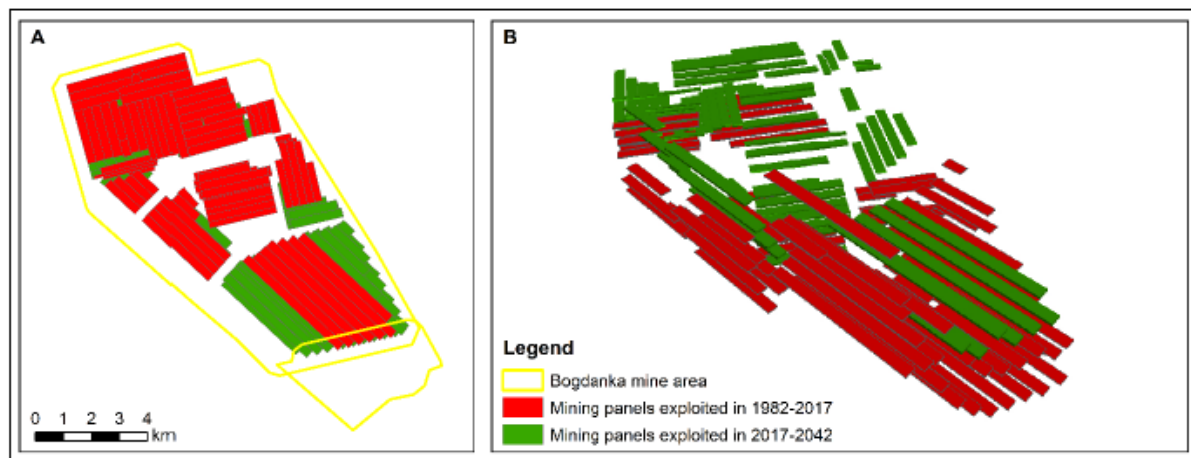 A
B
Legend
Bogdanka mine area
Mining panels exploited in 1982-2017
Mining panels exploited in 2017-2042
0 1 2 3 4
km